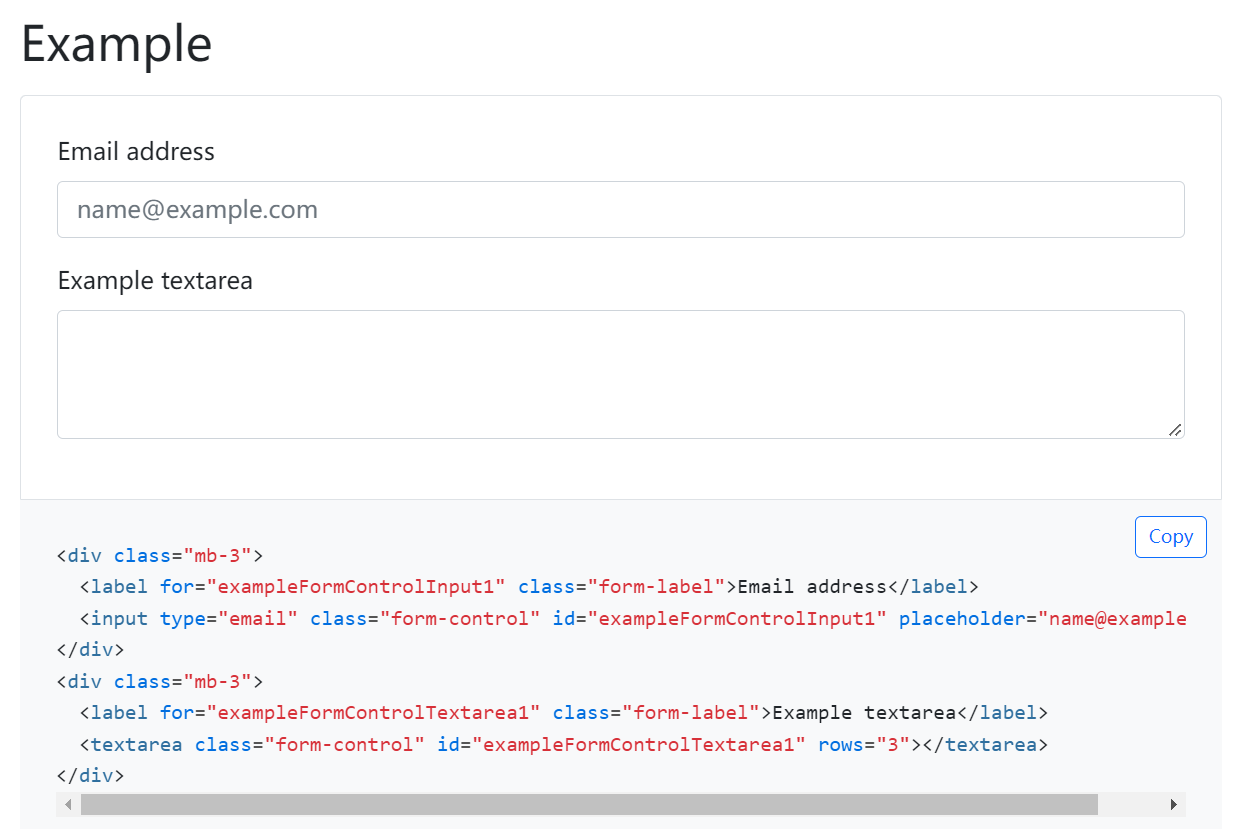 Example
Email address
name@example.com
Example textarea
Copy
<div class="mb-3">
  <label for="exampleFormControlInput1" class="form-label">Email address</label>
  <input type="email" class="form-control" id="exampleFormControlInput1" placeholder="name@example
</div>
<div class="mb-3">
  <label for="exampleFormControlTextarea1" class="form-label">Example textarea</label>
  <textarea class="form-control" id="exampleFormControlTextarea1" rows="3"></textarea>
</div>